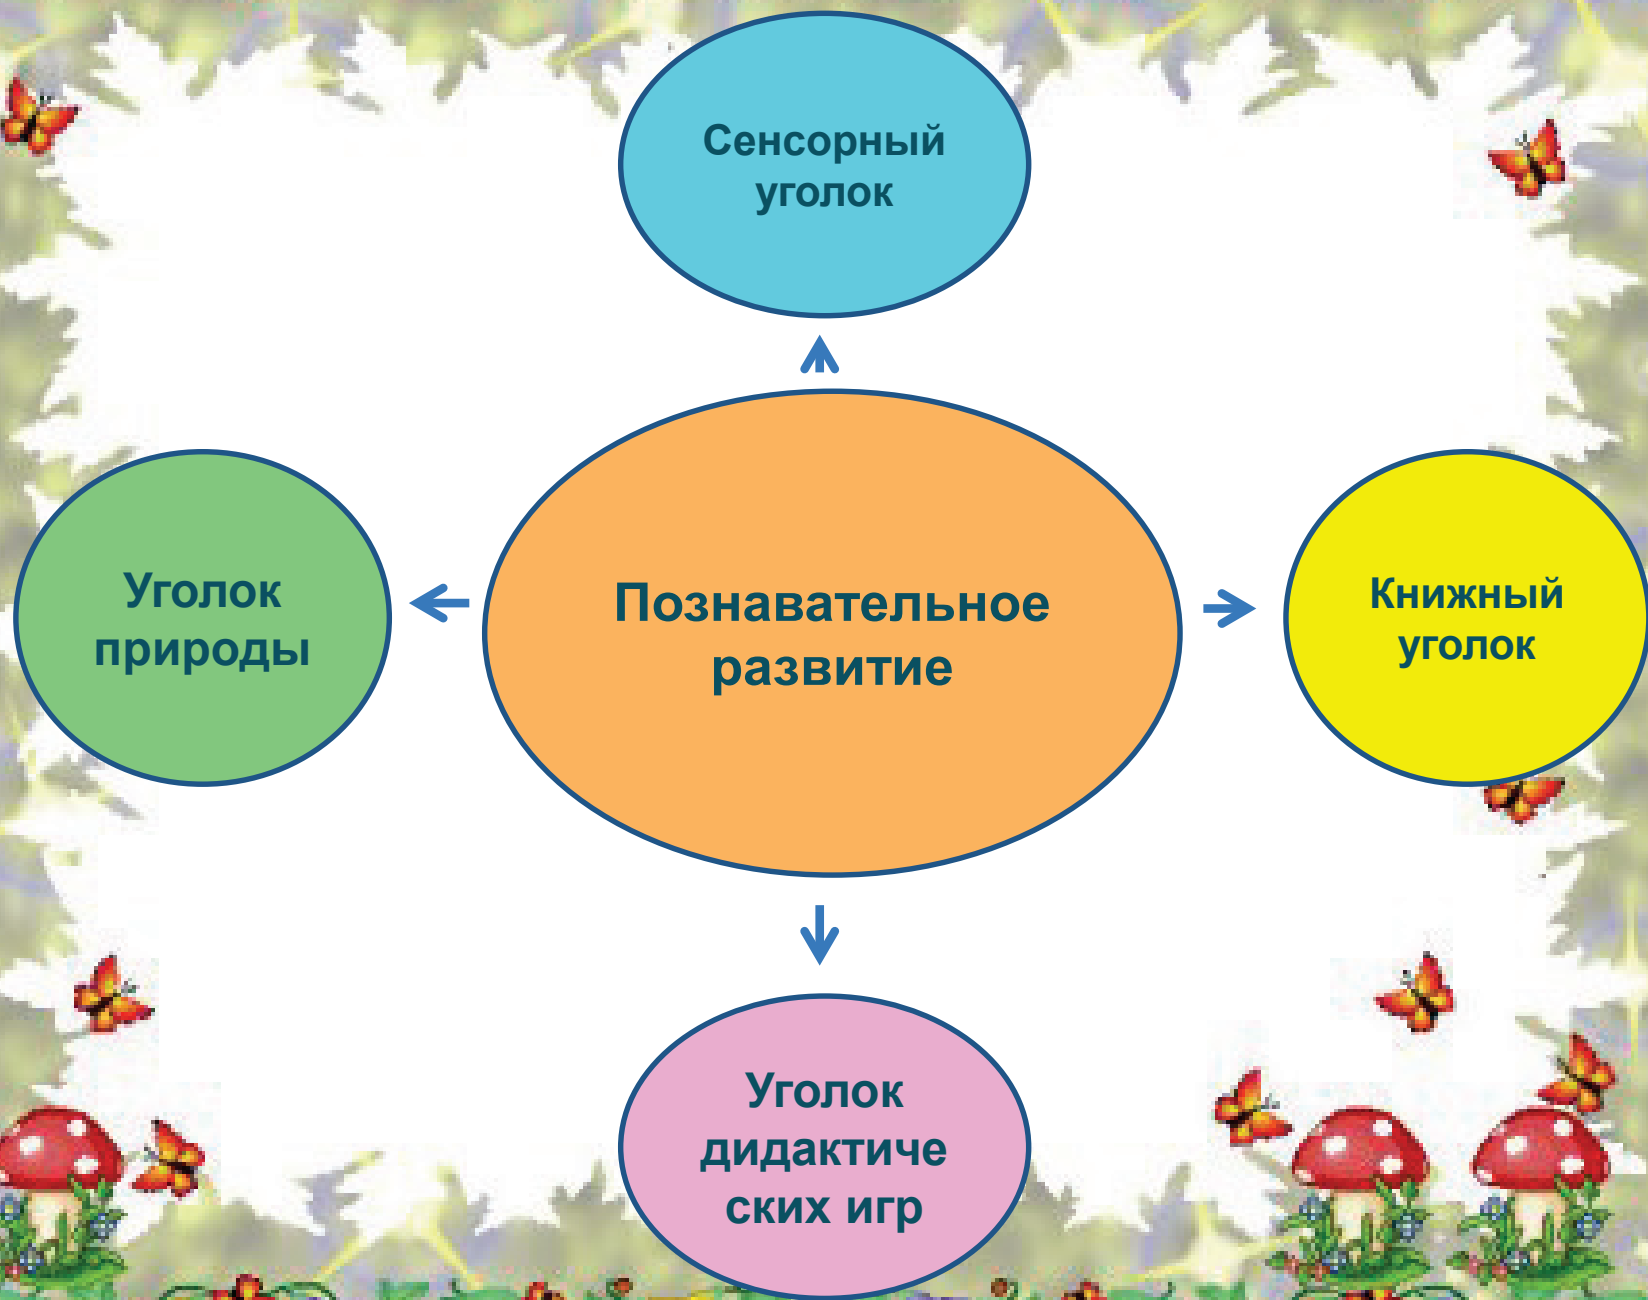 Сенсорный
уголок
Уголок
природы
Познавательное
развитие
Книжный
уголок
Уголок
дидактиче
ских игр